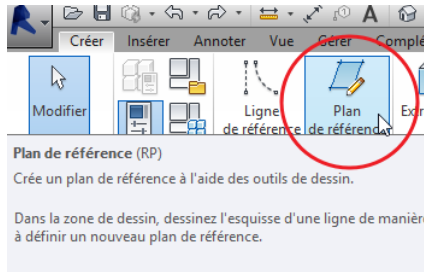 A
Créer Insérer Annoter Vue Gérer Complé
Modifier
Ligne
de référence
Plan
de référence
Extr
Plan de référence (RP)
Crée un plan de référence à l'aide des outils de dessin.
Dans la zone de dessin, dessinez l'esquisse d'une ligne de manière
à définir un nouveau plan de référence.